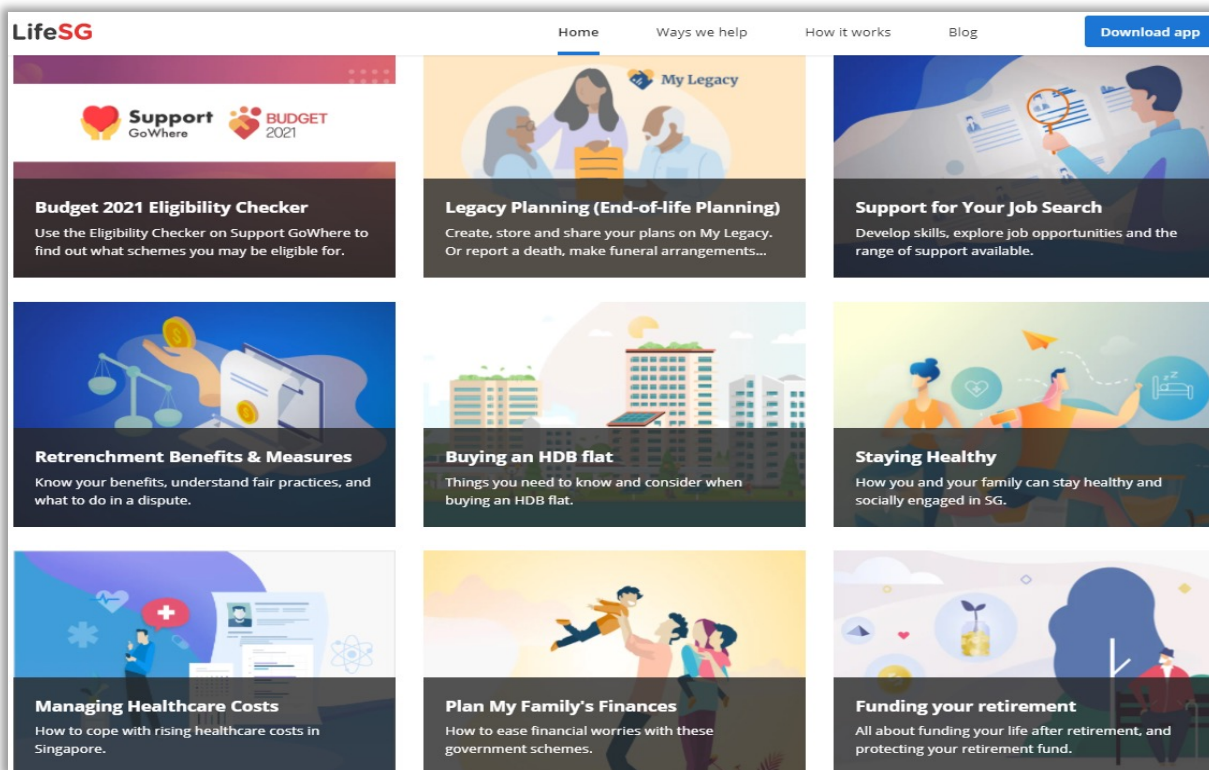 LifeSG
Home Ways we help How it works Blog Download app
Support
GoWhere
BUDGET
2021
Budget 2021 Eligibility Checker
Use the Eligibility Checker on Support GoWhere to
find out what schemes you may be eligible for.
My Legacy
Legacy Planning (End-of-life Planning)
Create, store and share your plans on My Legacy.
Or report a death, make funeral arrangements...
Support for Your Job Search
Develop skills, explore job opportunities and the
range of support available.
Retrenchment Benefits & Measures
Know your benefits, understand fair practices, and
what to do in a dispute.
Buying an HDB flat
Things you need to know and consider when
buying an HDB flat.
Staying Healthy
How you and your family can stay healthy and
socially engaged in SG.
Managing Healthcare Costs
How to cope with rising healthcare costs in
Singapore.
Plan My Family's Finances
How to ease financial worries with these
government schemes.
Funding your retirement
All about funding your life after retirement, and
protecting your retirement fund.